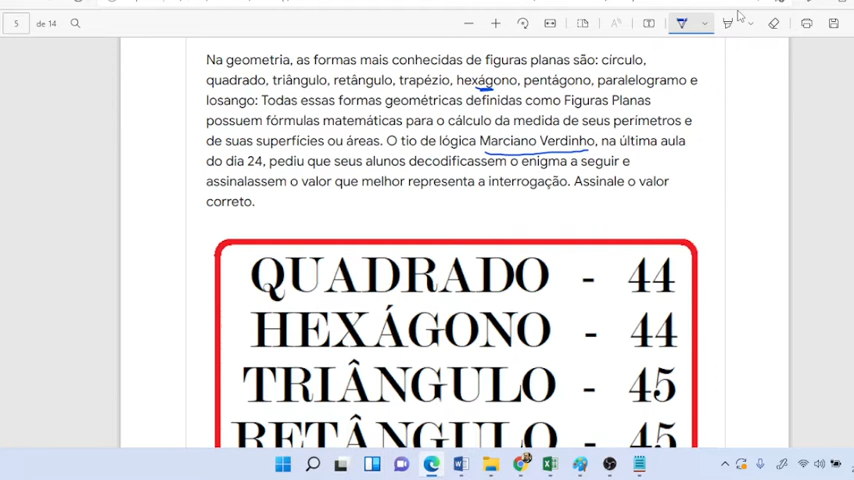 5 de 14
Na geometria, as formas mais conhecidas de figuras planas são: círculo,
quadrado, triângulo, retângulo, trapézio, hexágono, pentágono, paralelogramo e
losango: Todas essas formas geométricas definidas como Figuras Planas
possuem fórmulas matemáticas para o cálculo da medida de seus perímetros e
de suas superfícies ou áreas. O tio de lógica Marciano Verdinho, na última aula
do dia 24, pediu que seus alunos decodificassem o enigma a seguir e
assinalassem o valor que melhor representa a interrogação. Assinale o valor
correto.
QUADRADO - 44
HEXÁGONO - 44
TRIÂNGULO - 45
RETÂNGULO - 45